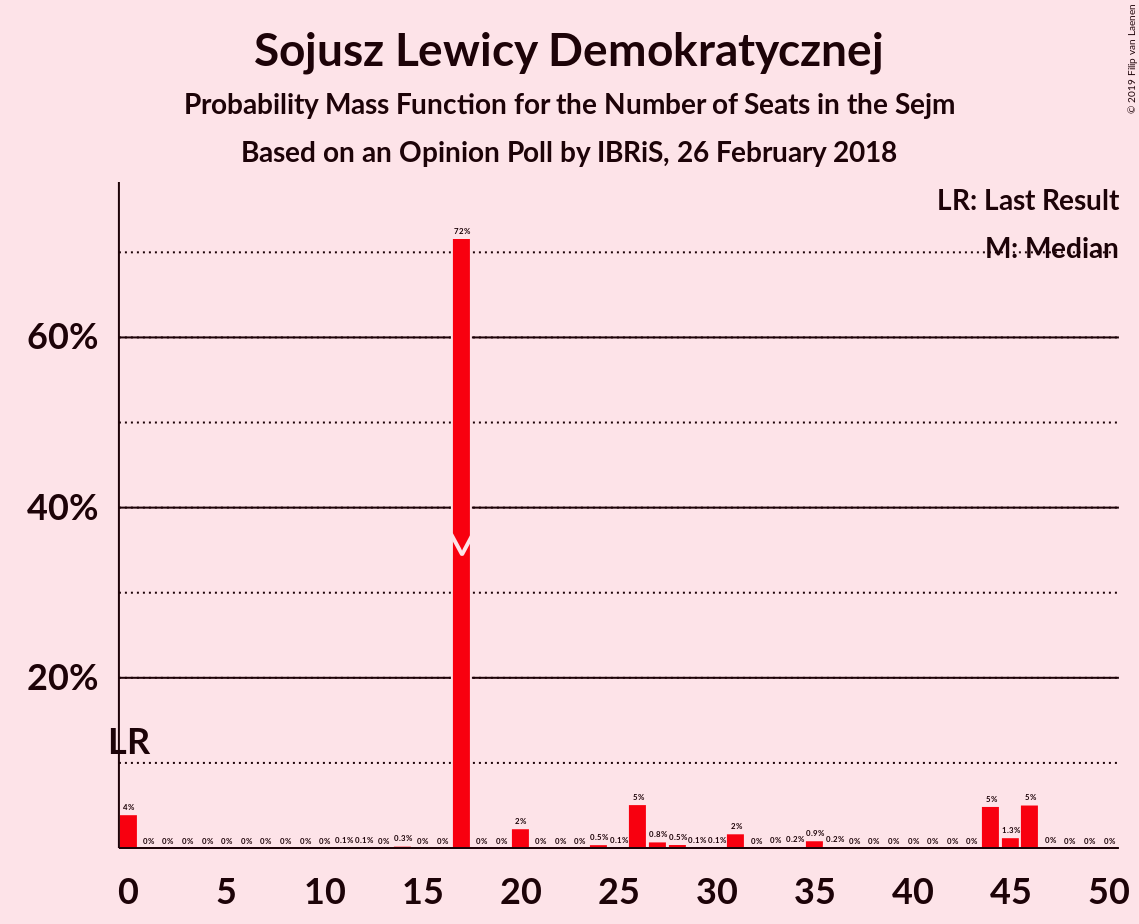 Sojusz Lewicy Demokratycznej
Probability Mass Function for the Number of Seats in the Sejm
Based on an Opinion Poll by IBRiS, 26 February 2018
© 2019 Filip van Laenen
LR: Last Result
M: Median
60%
40%
20%
LR
72%
4% 0% 0% 0% 0% 0% 0% 0% 0% 0% 0% 0.1% 0.1% 0% 0.3% 0% 0% 0% 0% 2% 0% 0% 0% 0.5% 0.1% 5% 0.8% 0.5% 0.1% 0.1% 2% 0% 0% 0.2% 0.9% 0.2% 0% 0% 0% 0% 0% 0% 0% 5% 1.3% 5% 0% 0% 0% 0%
0 5 10 15 20 25 30 35 40 45 50